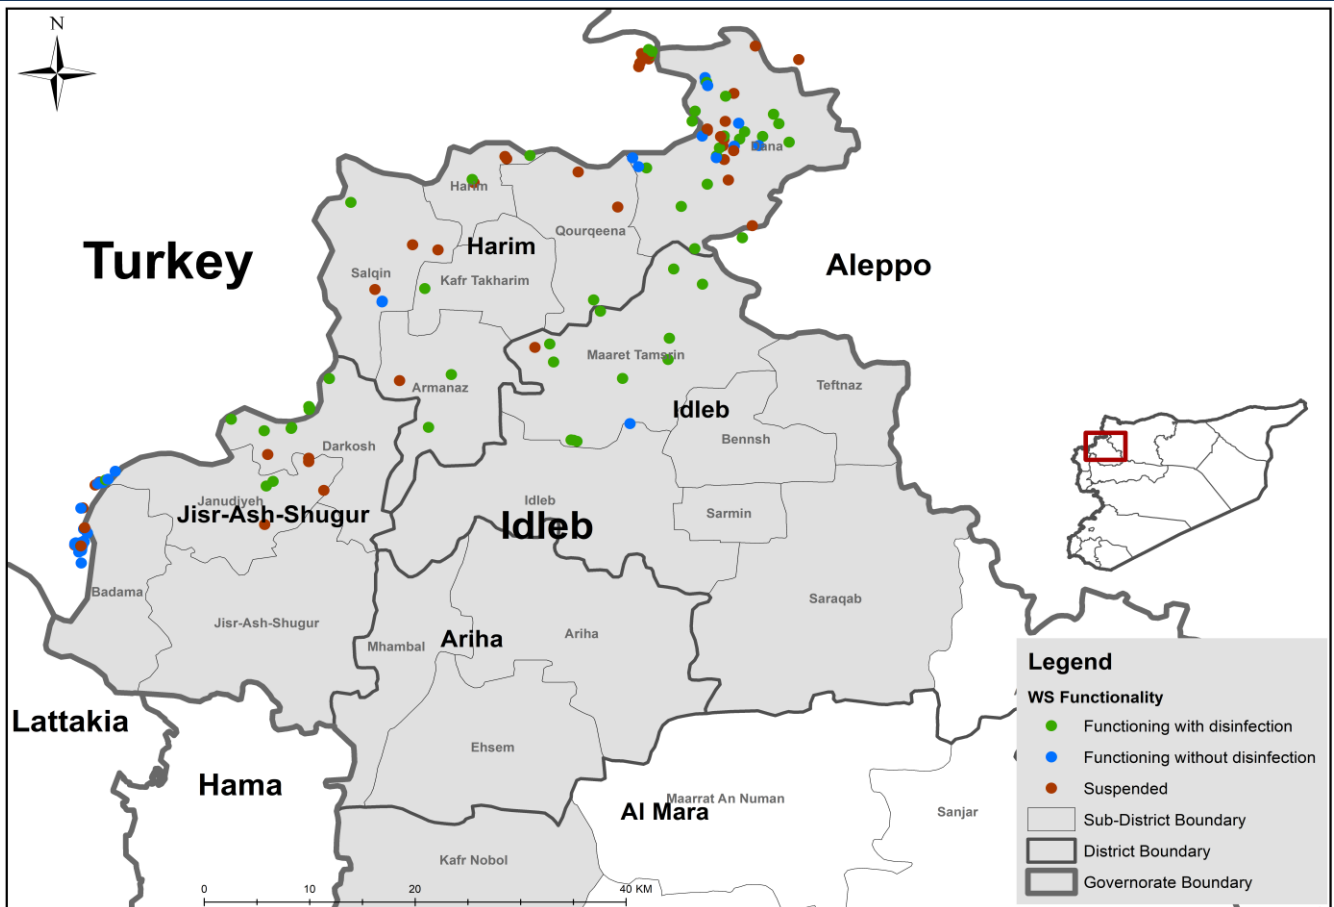 N
Dana
Harim
Qourqeena
Turkey
Harim
Aleppo
Salqin
Kafr Takharim
Maaret Tamsrin
Teftnaz
Armanaz
Idleb
Bennsh
Darkosh
Janudiyeh
Idleb
Jisr-Ash-Shugur
Idleb
Sarmin
Badama
Saraqab
Jisr-Ash-Shugur
Mhambal
Ariha
Ariha
Lattakia
Ehsem
Hama
Maarrat An Numan
Al Mara
Sanjar
Kafr Nobol
0 10 20 40 KM
Legend
WS Functionality
Functioning with disinfection
Functioning without disinfection
Suspended
Sub-District Boundary
District Boundary
Governorate Boundary